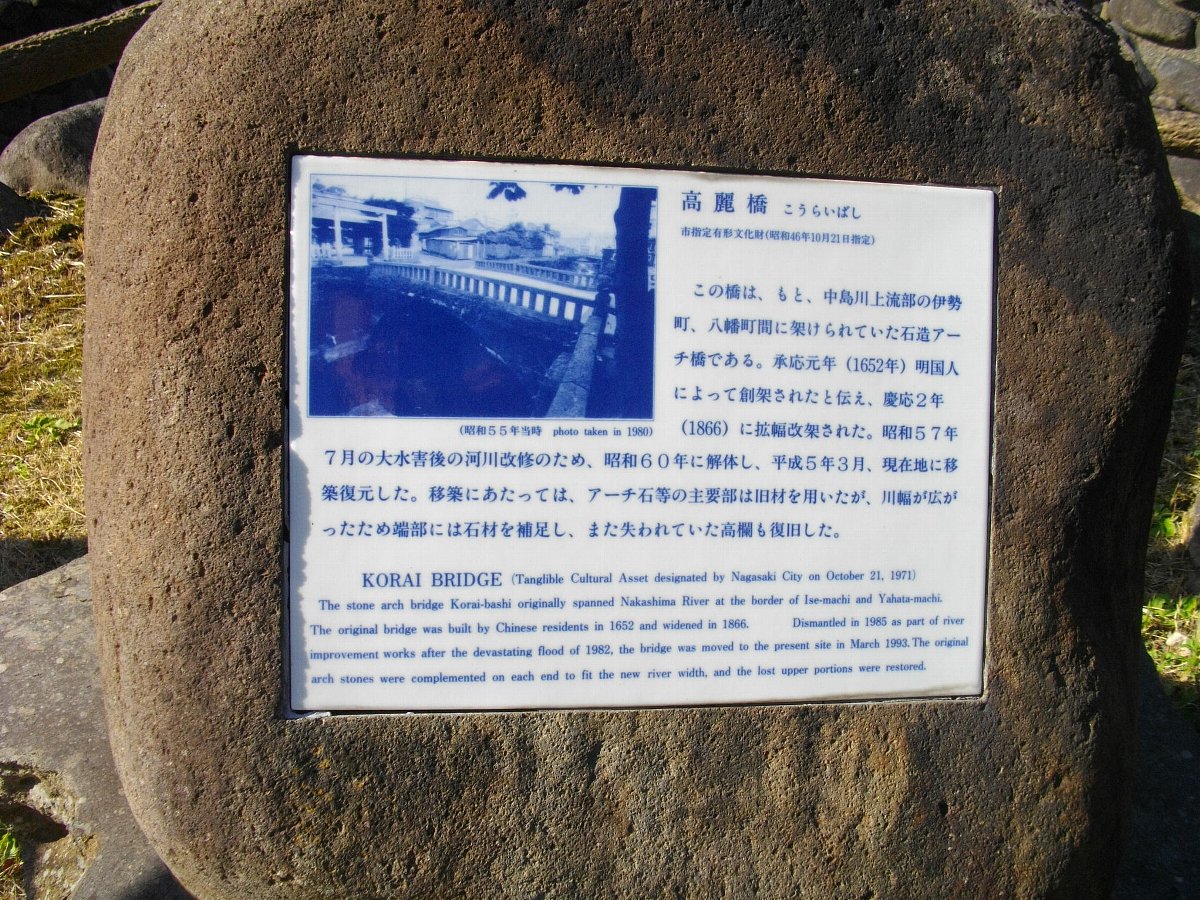 高麗橋 こうらいばし
市指定有形文化財(昭和46年10月21日指定)
この橋は、もと、中島川上流部の伊勢
町、八幡町間に架けられていた石造アー
チ橋である。承応元年（1652年）明国人
によって創架されたと伝え、慶応２年
（1866）に拡幅改架された。昭和５７年
(昭和５５年当時 photo taken in 1980)
７月の大水害後の河川改修のため、昭和６０年に解体し、平成５年３月、現在地に移
築復元した。移築にあたっては、アーチ石等の主要部は旧材を用いたが、川幅が広が
ったため端部には石材を補足し、また失われていた高欄も復旧した。
KORAI BRIDGE (Tanglible Cultural Asset designated by Nagasaki City on October 21, 1971)
The stone arch bridge Korai-bashi originally spanned Nakashima River at the border of Ise-machi and Yahata-machi.
The original bridge was built by Chinese residents in 1652 and widened in 1866. Dismantled in 1985 as part of river
improvement works after the devastating flood of 1982, the bridge was moved to the present site in March 1993. The original
arch stones were complemented on each end to fit the new river width, and the lost upper portions were restored.